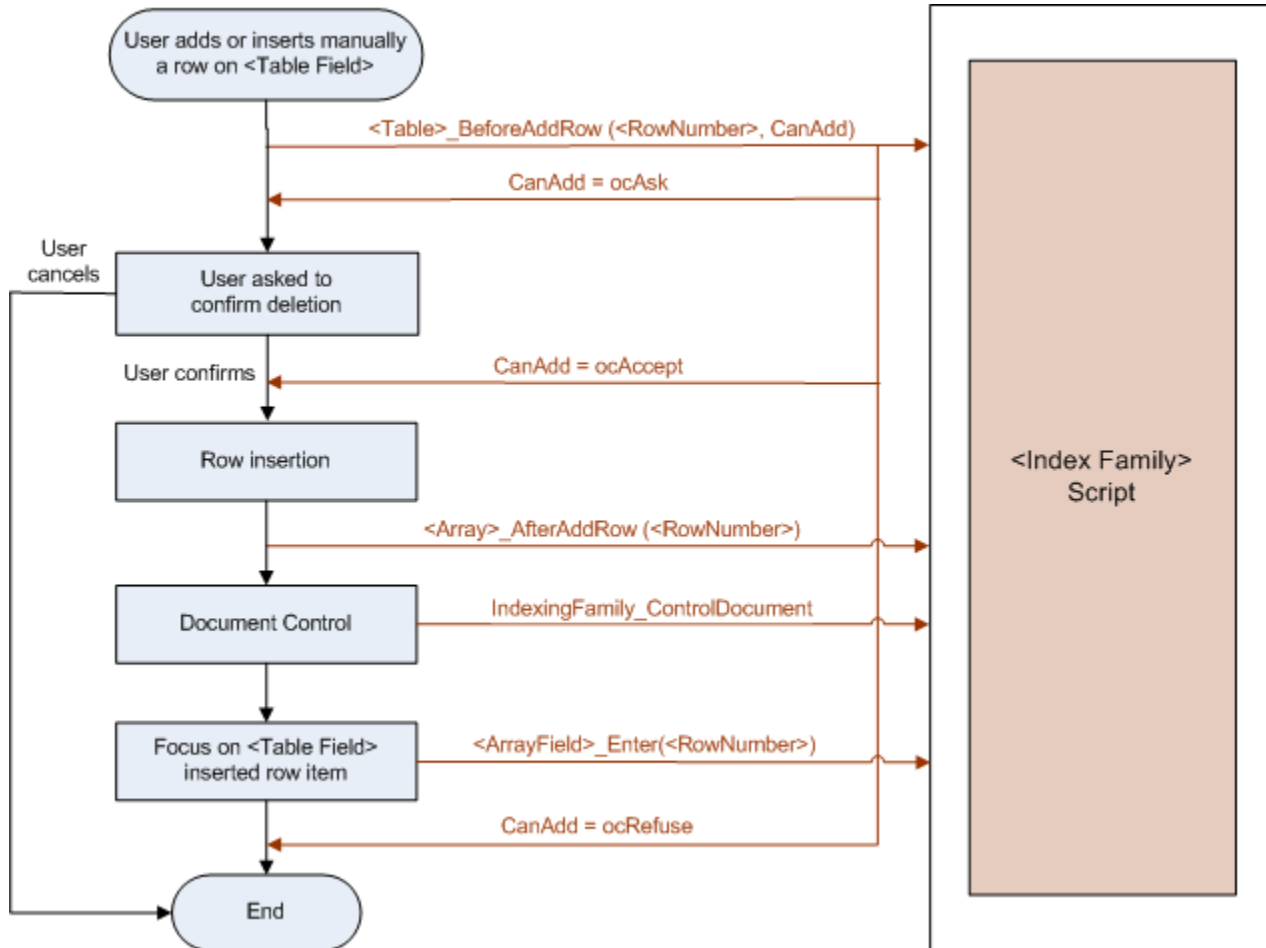 User adds or inserts manually
a row on <Table Field>
<Table>_BeforeAddRow (<RowNumber>, CanAdd)
CanAdd = ocAsk
User
cancels
User asked to
confirm deletion
User confirms
CanAdd = ocAccept
Row insertion
<Index Family>
Script
<Array>_AfterAddRow (<RowNumber>)
Document Control
IndexingFamily_ControlDocument
Focus on <Table Field>
inserted row item
<ArrayField>_Enter(<RowNumber>)
CanAdd = ocRefuse
End